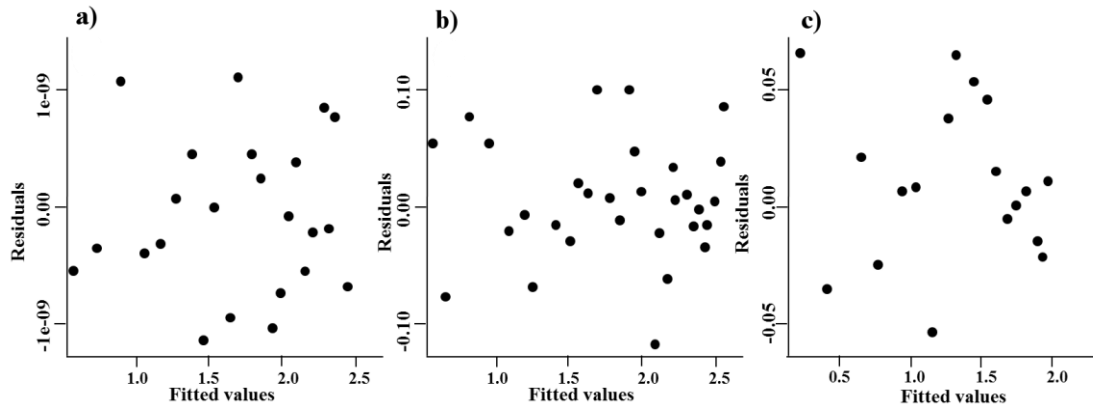 a)
Residuals
1e-09
0.00
-1e-09
1.0 1.5 2.0 2.5
Fitted values
b)
Residuals
0.10
0.00
-0.10
1.0 1.5 2.0 2.5
Fitted values
c)
Residuals
0.05
0.00
-0.05
0.5 1.0 1.5 2.0
Fitted values